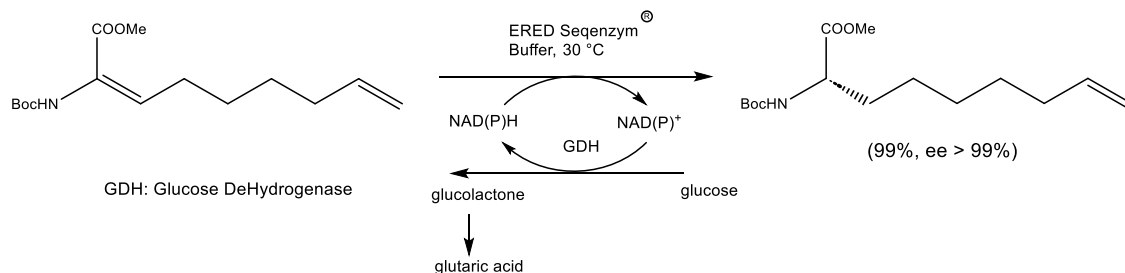 COOMe
BocHN
ERED Seqenzym ®
Buffer, 30 °C
NAD(P)H
NAD(P)+
GDH
glucolactone
glucose
glutaric acid
GDH: Glucose DeHydrogenase
COOMe
BocHN
(99%, ee > 99%)